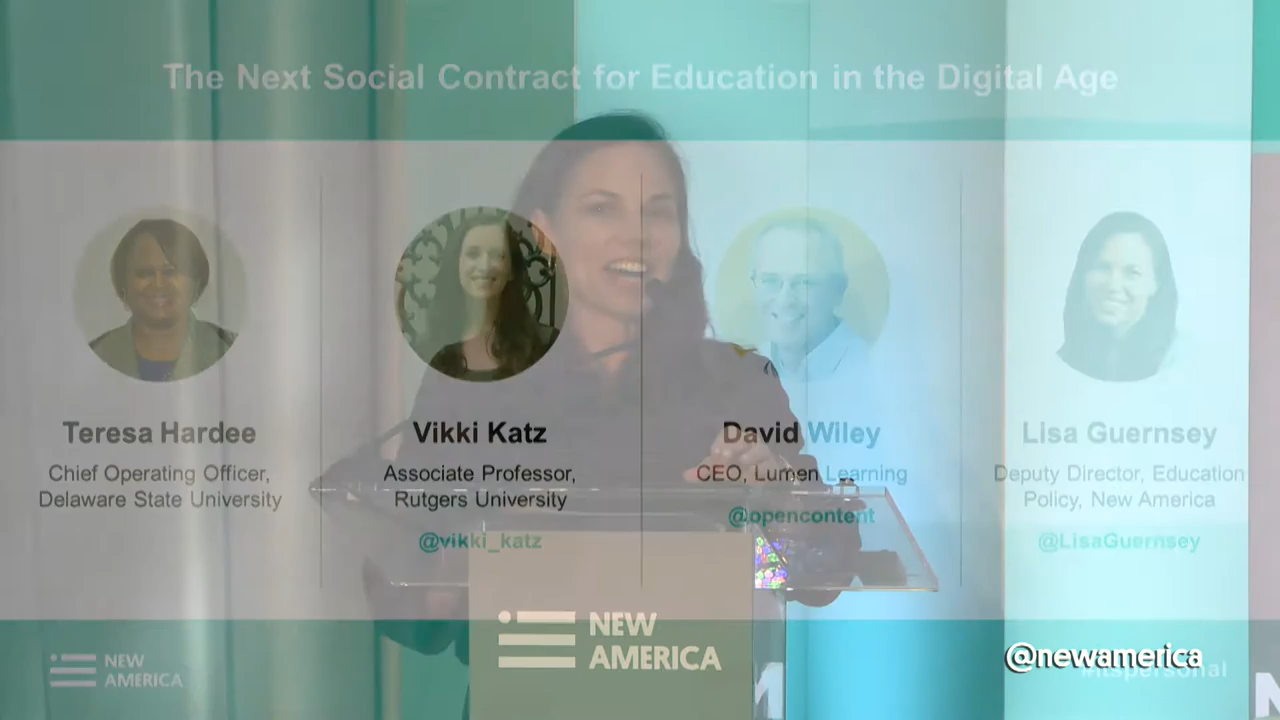 The Next Social Contract for Education in the Digital Age
Teresa Hardee
Chief Operating Officer,
Delaware State University
Vikki Katz
Associate Professor,
Rutgers University
@vikki_katz
David Wiley
CEO, Lumen Learning
@opencontent
Lisa Guernsey
Deputy Director, Education
Policy, New America
@LisaGuernsey
NEW
AMERICA
NEW
AMERICA
@newamerica
#itspersonal